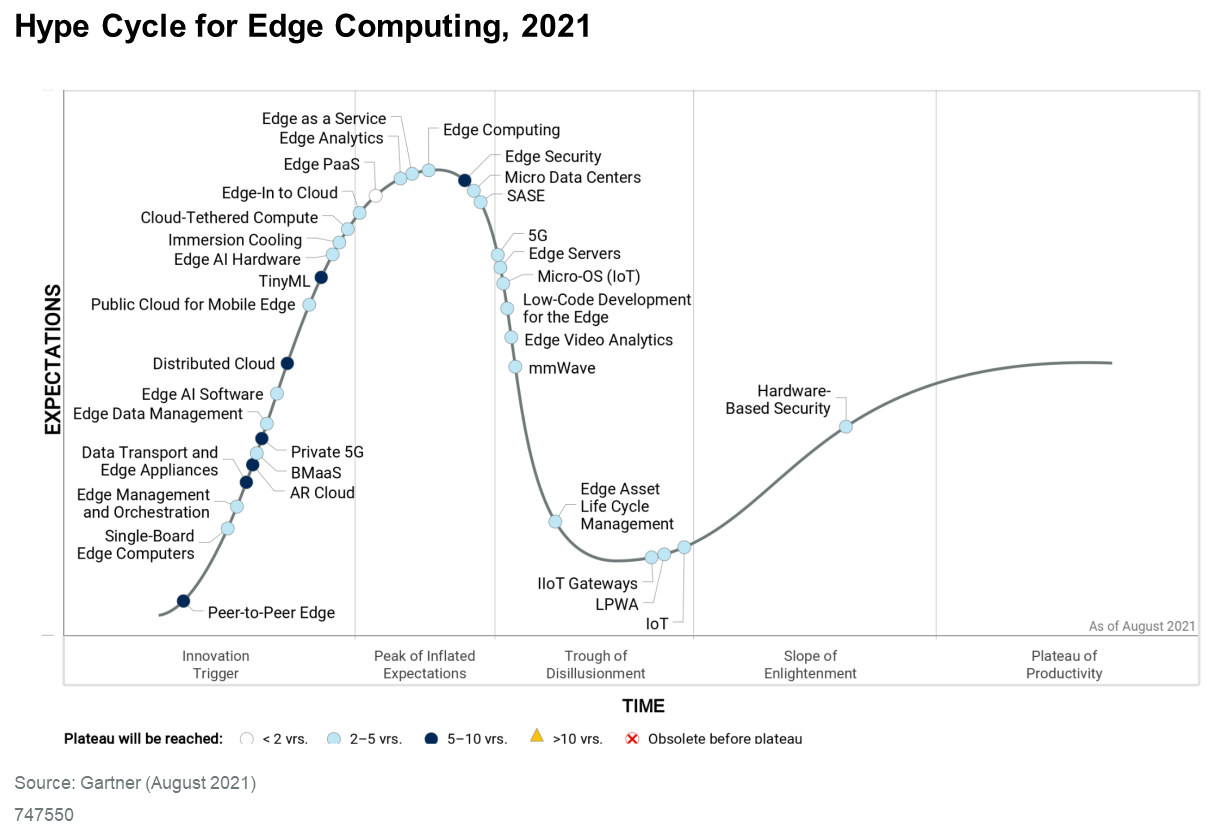 Hype Cycle for Edge Computing, 2021
Edge as a Service
Edge Analytics
Edge PaaS
Edge-In to Cloud
Cloud-Tethered Compute
Immersion Cooling
Edge AI Hardware
TinyML
Public Cloud for Mobile Edge
Distributed Cloud
Edge AI Software
Edge Data Management
Data Transport and
Edge Appliances
Edge Management
and Orchestration
Single-Board
Edge Computers
Peer-to-Peer Edge
Private 5G
BMaaS
AR Cloud
Edge Computing
Edge Security
Micro Data Centers
SASE
5G
Edge Servers
Micro-OS (IoT)
Low-Code Development
for the Edge
Edge Video Analytics
mmWave
Edge Asset
Life Cycle
Management
IIoT Gateways
LPWA
IoT
Hardware-
Based Security
EXPECTATIONS
As of August 2021
Innovation
Trigger
Peak of Inflated
Expectations
Trough of
Disillusionment
Slope of
Enlightenment
Plateau of
Productivity
TIME
Plateau will be reached: < 2 yrs. 2–5 yrs. 5–10 yrs. >10 yrs. Obsolete before plateau
Source: Gartner (August 2021)
747550